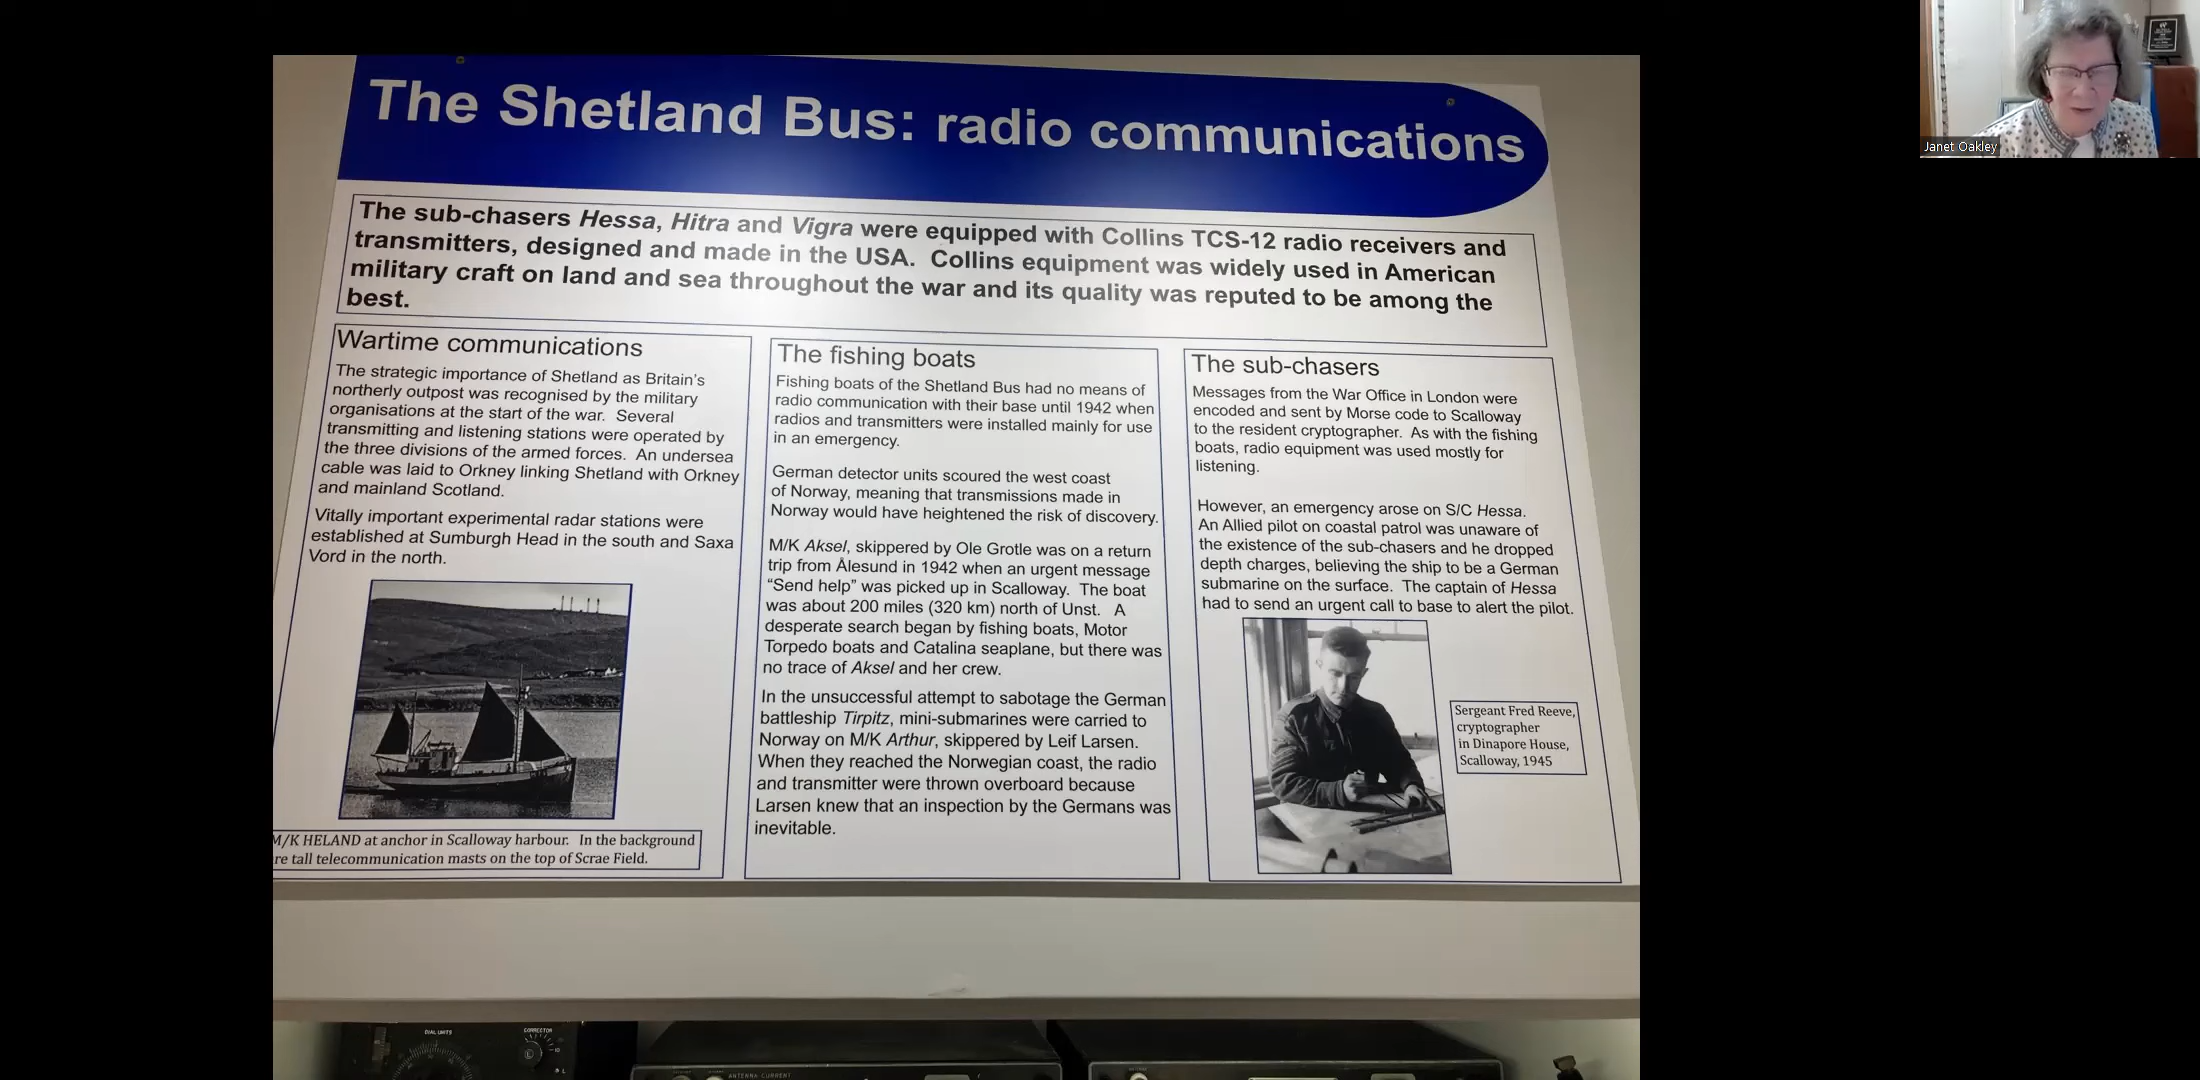 The Shetland Bus: radio communications
The sub-chasers Hessa, Hitra and Vigra were equipped with Collins TCS-12 radio receivers and
transmitters, designed and made in the USA.  Collins equipment was widely used in American
military craft on land and sea throughout the war and its quality was reputed to be among the
best.
Wartime communications
The strategic importance of Shetland as Britain's
northerly outpost was recognised by the military
organisations at the start of the war.  Several
transmitting and listening stations were operated by
the three divisions of the armed forces.  An undersea
cable was laid to Orkney linking Shetland with Orkney
and mainland Scotland.
Vitally important experimental radar stations were
established at Sumburgh Head in the south and Saxa
Vord in the north.
M/K HELAND at anchor in Scalloway harbour.  In the background
re tall telecommunication masts on the top of Scrae Field.
The fishing boats
Fishing boats of the Shetland Bus had no means of
radio communication with their base until 1942 when
radios and transmitters were installed mainly for use
in an emergency.
German detector units scoured the west coast
of Norway, meaning that transmissions made in
Norway would have heightened the risk of discovery.
M/K Aksel, skippered by Ole Grotle was on a return
trip from Ålesund in 1942 when an urgent message
"Send help" was picked up in Scalloway.  The boat
was about 200 miles (320 km) north of Unst.  A
desperate search began by fishing boats, Motor
Torpedo boats and Catalina seaplane, but there was
no trace of Aksel and her crew.
In the unsuccessful attempt to sabotage the German
battleship Tirpitz, mini-submarines were carried to
Norway on M/K Arthur, skippered by Leif Larsen.
When they reached the Norwegian coast, the radio
and transmitter were thrown overboard because
Larsen knew that an inspection by the Germans was
inevitable.
The sub-chasers
Messages from the War Office in London were
encoded and sent by Morse code to Scalloway
to the resident cryptographer.  As with the fishing
boats, radio equipment was used mostly for
listening.
However, an emergency arose on S/C Hessa.
An Allied pilot on coastal patrol was unaware of
the existence of the sub-chasers and he dropped
depth charges, believing the ship to be a German
submarine on the surface.  The captain of Hessa
had to send an urgent call to base to alert the pilot.
Sergeant Fred Reeve,
cryptographer
in Dinapore House,
Scalloway, 1945
DIAL UNITS
CORRECTOR
ANTENNA CURRENT
Janet Oakley